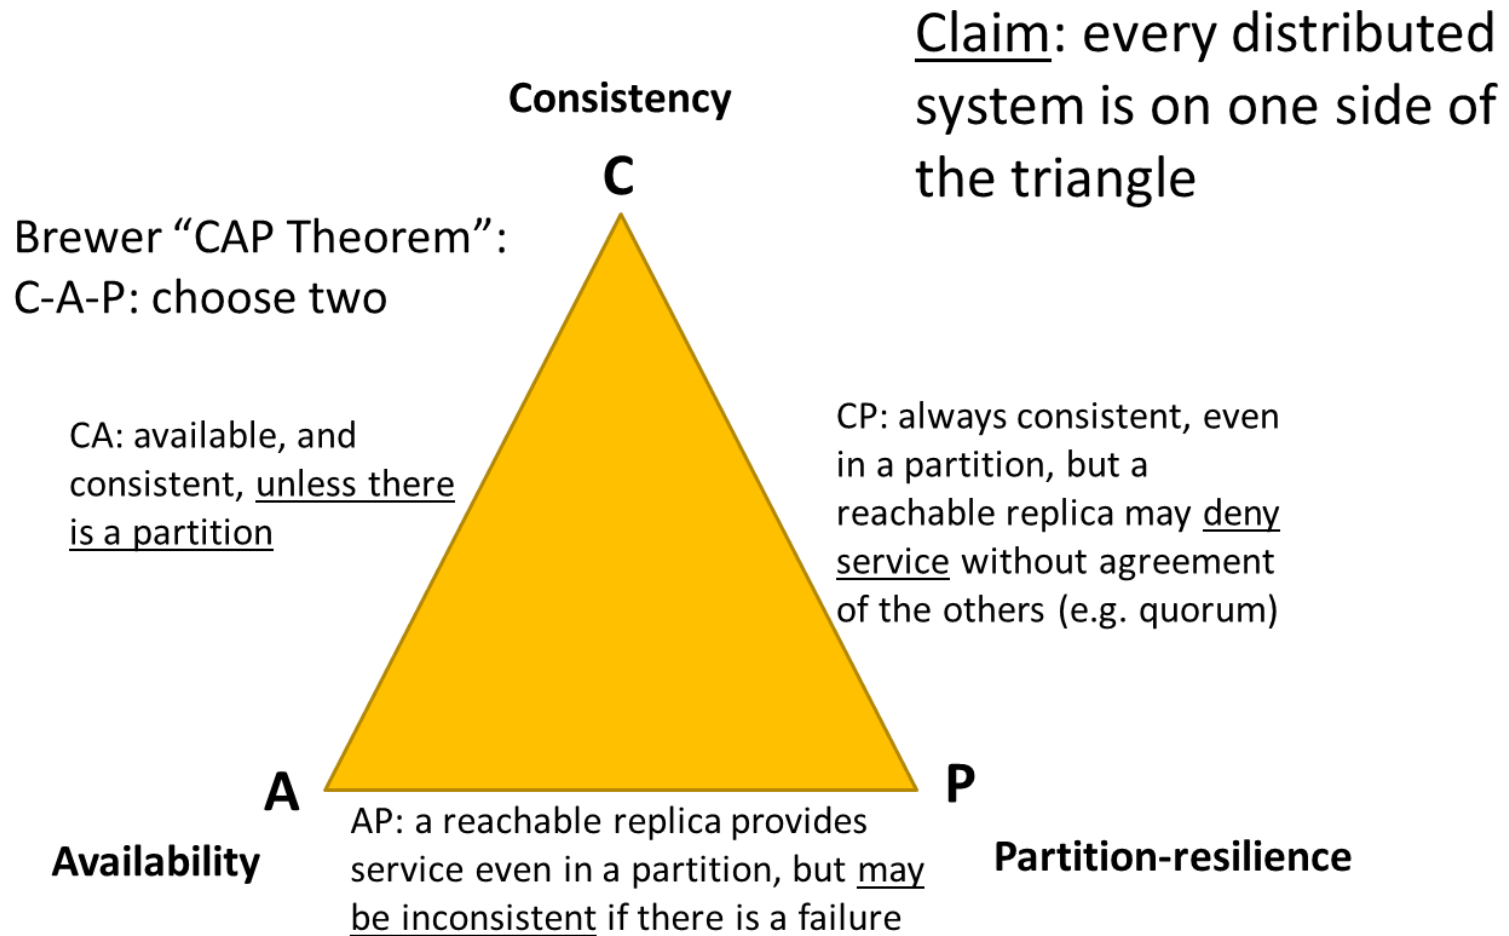 Claim: every distributed
system is on one side of
the triangle
Consistency
C
Brewer “CAP Theorem”:
C-A-P: choose two
CA: available, and
consistent, unless there
is a partition
CP: always consistent, even
in a partition, but a
reachable replica may deny
service without agreement
of the others (e.g. quorum)
A
P
Availability
AP: a reachable replica provides
service even in a partition, but may
be inconsistent if there is a failure
Partition-resilience